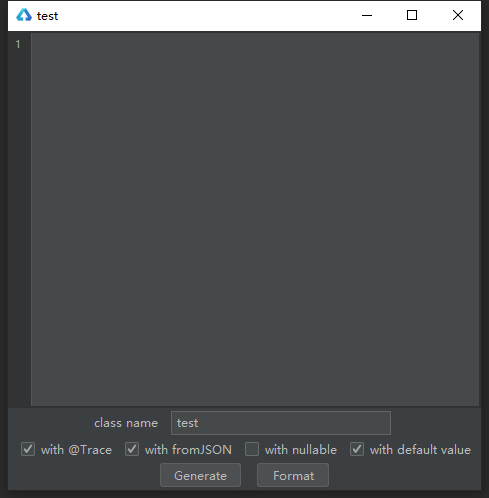 test
1
class name test
with @Trace with fromJSON with nullable with default value
Generate Format